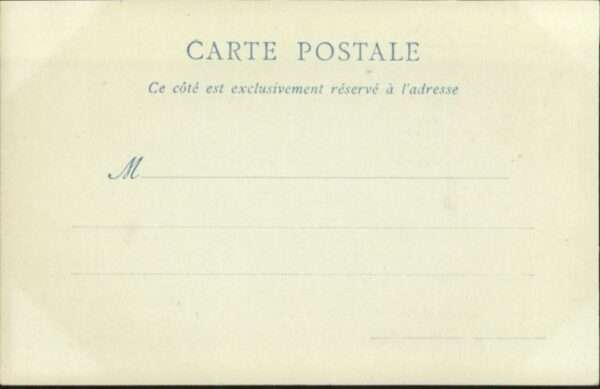 CARTE POSTALE
Ce côté est exclusivement réservé à l'adresse
M